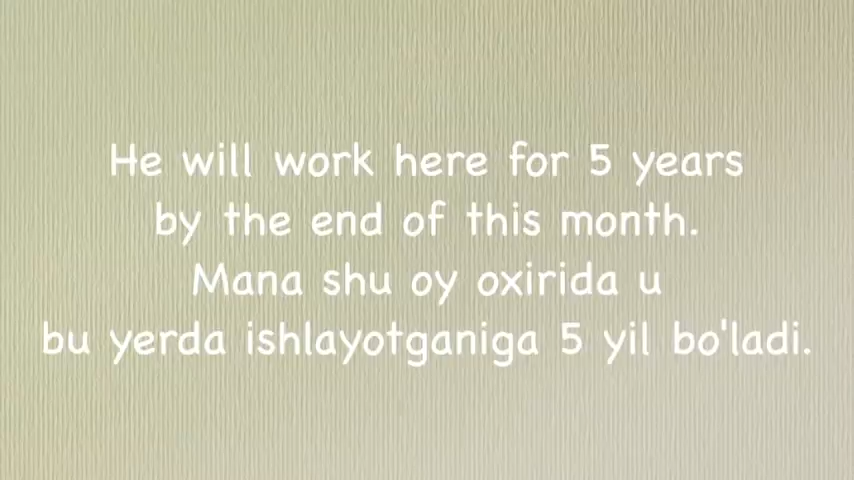 He will work here for 5 years
by the end of this month.
Mana shu oy oxirida u
bu yerda ishlayotganiga 5 yil bo'ladi.